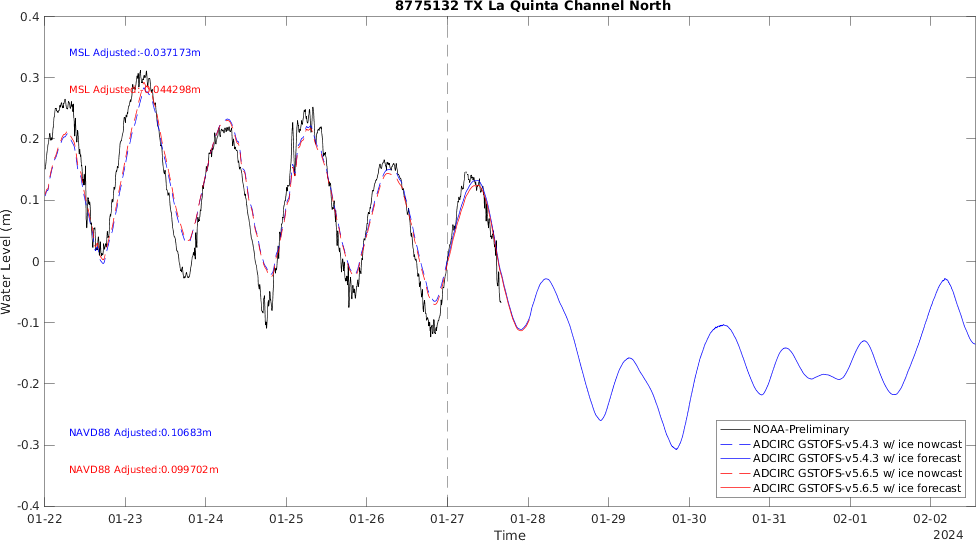 8775132 TX La Quinta Channel North
0.4
0.3
0.2
0.1
0
-0.1
-0.2
-0.3
-0.4
Water Level (m)
MSL Adjusted:-0.037173m
MSL Adjusted:-0.044298m
NAVD88 Adjusted:0.10683m
NAVD88 Adjusted:0.099702m
NOAA-Preliminary
ADCIRC GSTOFS-v5.4.3 w/ ice nowcast
ADCIRC GSTOFS-v5.4.3 w/ ice forecast
ADCIRC GSTOFS-v5.6.5 w/ ice nowcast
ADCIRC GSTOFS-v5.6.5 w/ ice forecast
01-22 01-23 01-24 01-25 01-26 01-27 01-28 01-29 01-30 01-31 02-01 02-02
Time
2024